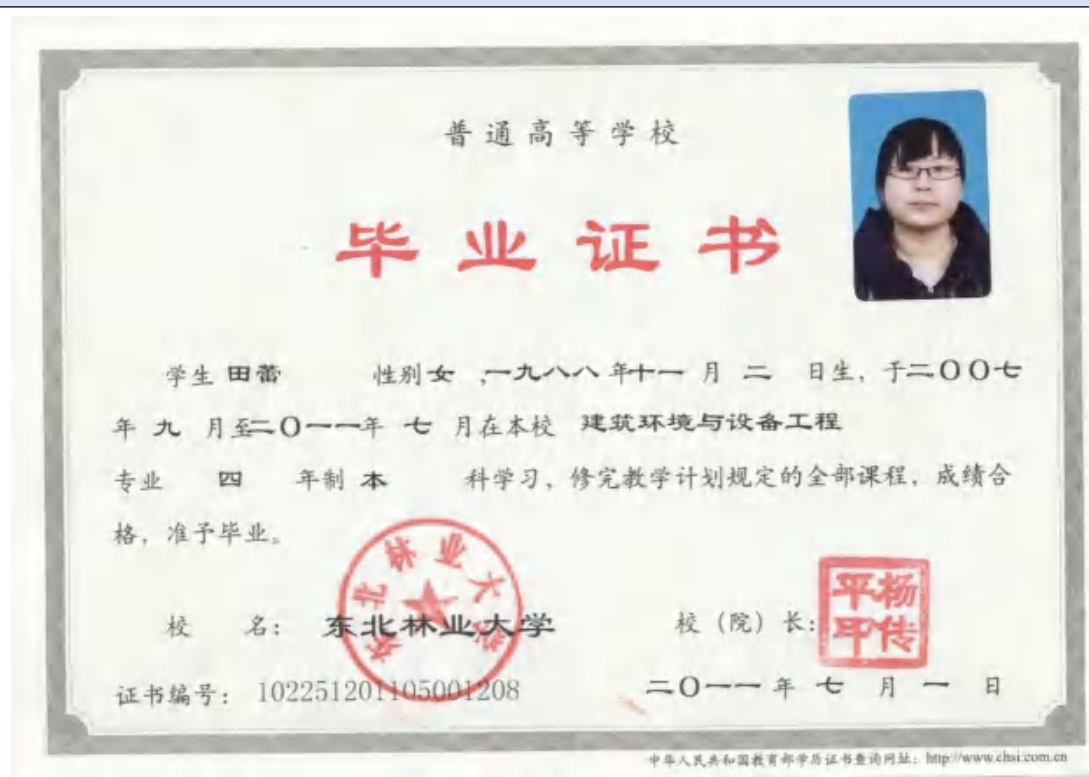 普通高等学校
毕业证书
学生 田蕾 性别 女 ,一九八八 年十一 月 二 日生, 于二〇〇七
年 九 月至二〇一一年 七 月在本校 建筑环境与设备工程
专业 四 年制 本 科学习, 修完教学计划规定的全部课程, 成绩合
格, 准予毕业。
东北林业大学
校 名: 东北林业大学
校 (院) 长:
杨传平印
证书编号: 102251201105001208
二〇一一 年 七 月 一 日
中华人民共和国教育部学历证书查询网址: http://www.chsi.com.cn